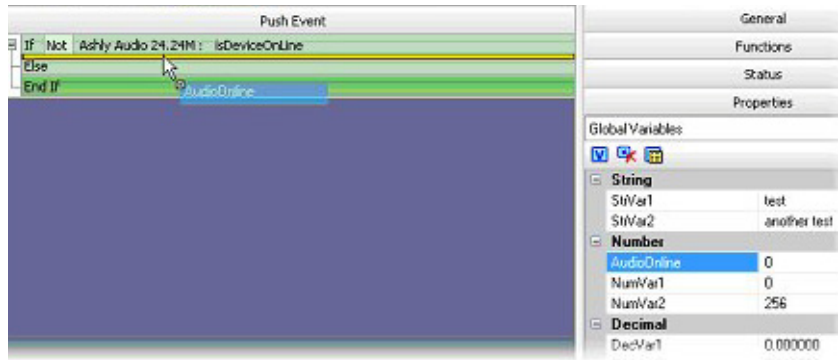 Push Event
If Not Ashly Audio 24.24M : isDeviceOnLine
Else
End If
AudioOnline
General
Functions
Status
Properties
Global Variables
String
StrVar1 test
StrVar2 another test
Number
AudioOnline 0
NumVar1 0
NumVar2 256
Decimal
DecVar1 0.000000